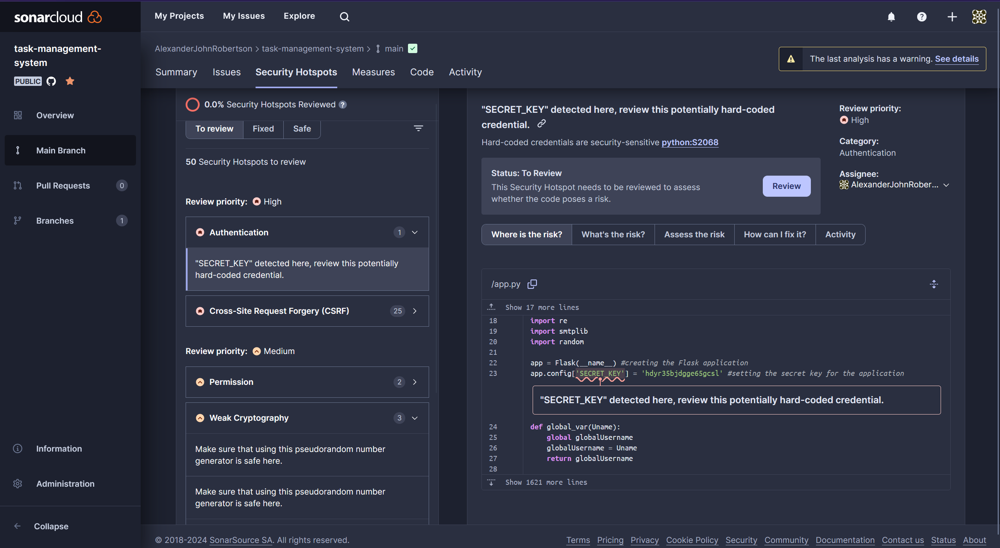 sonarcloud
My Projects
My Issues
Explore
task-management-
system
PUBLIC
Overview
Main Branch
Pull Requests 0
Branches 1
Information
Administration
Collapse
AlexanderJohnRobertson > task-management-system > main
The last analysis has a warning. See details
Summary
Issues
Security Hotspots
Measures
Code
Activity
0.0% Security Hotspots Reviewed ?
To review
Fixed
Safe
50 Security Hotspots to review
Review priority: High
Authentication 1
"SECRET_KEY" detected here, review this potentially
hard-coded credential.
Cross-Site Request Forgery (CSRF) 25
Review priority: Medium
Permission 2
Weak Cryptography 3
Make sure that using this pseudorandom number
generator is safe here.
Make sure that using this pseudorandom number
generator is safe here.
"SECRET_KEY" detected here, review this potentially hard-coded
credential.
Hard-coded credentials are security-sensitive python:S2068
Status: To Review
This Security Hotspot needs to be reviewed to assess
whether the code poses a risk.
Review
Review priority:
High
Category:
Authentication
Assignee:
AlexanderJohnRober...
Where is the risk?
What's the risk?
Assess the risk
How can I fix it?
Activity
/app.py
Show 17 more lines
18 import re
19 import smtplib
20 import random
21
22 app = Flask(__name__) #creating the Flask application
23 app.config['SECRET_KEY'] = 'hdyr35bjdgge65gcsl' #setting the secret key for the application
"SECRET_KEY" detected here, review this potentially hard-coded credential.
24 def global_var(Uname):
25 global globalUsername
26 globalUsername = Uname
27 return globalUsername
28
Show 1621 more lines
© 2018-2024 SonarSource SA. All rights reserved.
Terms Pricing Privacy Cookie Policy Security Community Documentation Contact us Status About